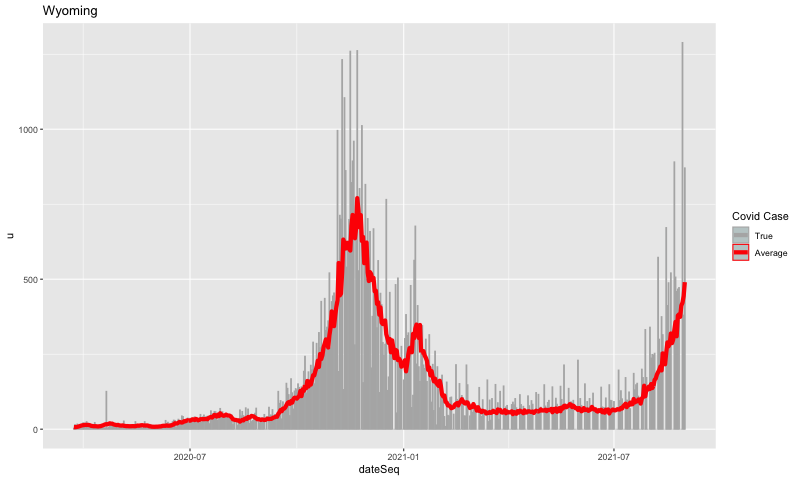 Wyoming
u
1000
500
0
2020-07
2021-01
2021-07
dateSeq
Covid Case
True
Average